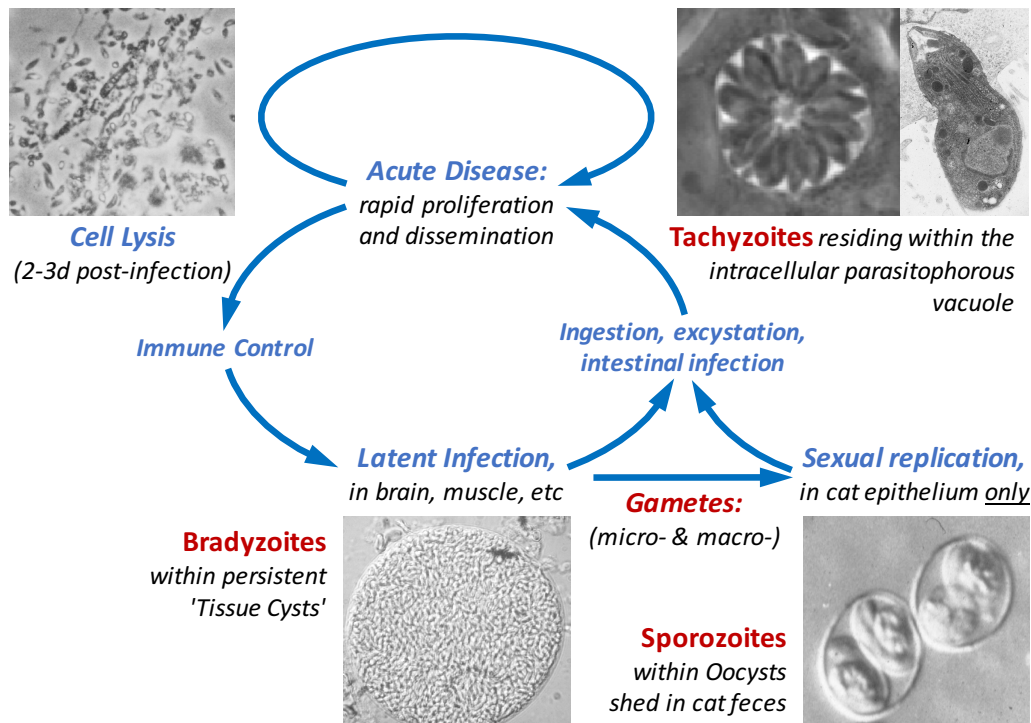 Acute Disease:
rapid proliferation
and dissemination
Cell Lysis
(2-3d post-infection)
Tachyzoites residing within the
intracellular parasitophorous
vacuole
Immune Control
Ingestion, excystation,
intestinal infection
Latent Infection,
in brain, muscle, etc
Sexual replication,
in cat epithelium only
Gametes:
(micro- & macro-)
Bradyzoites
within persistent
'Tissue Cysts'
Sporozoites
within Oocysts
shed in cat feces